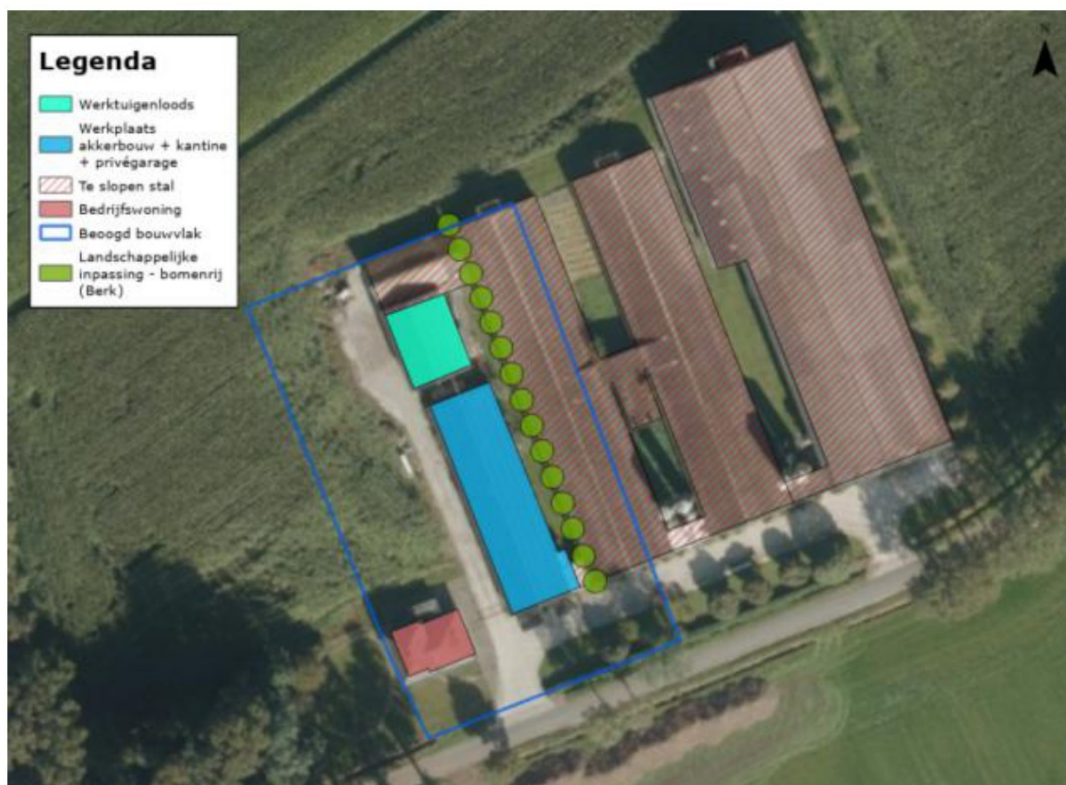 Legenda
Werktuigenloods
Werkplaats
akkerbouw + kantine
+ privégarage
Te slopen stal
Bedrijfswoning
Beoogd bouwvlak
Landschappelijke
inpassing - bomenrij
(Berk)
N